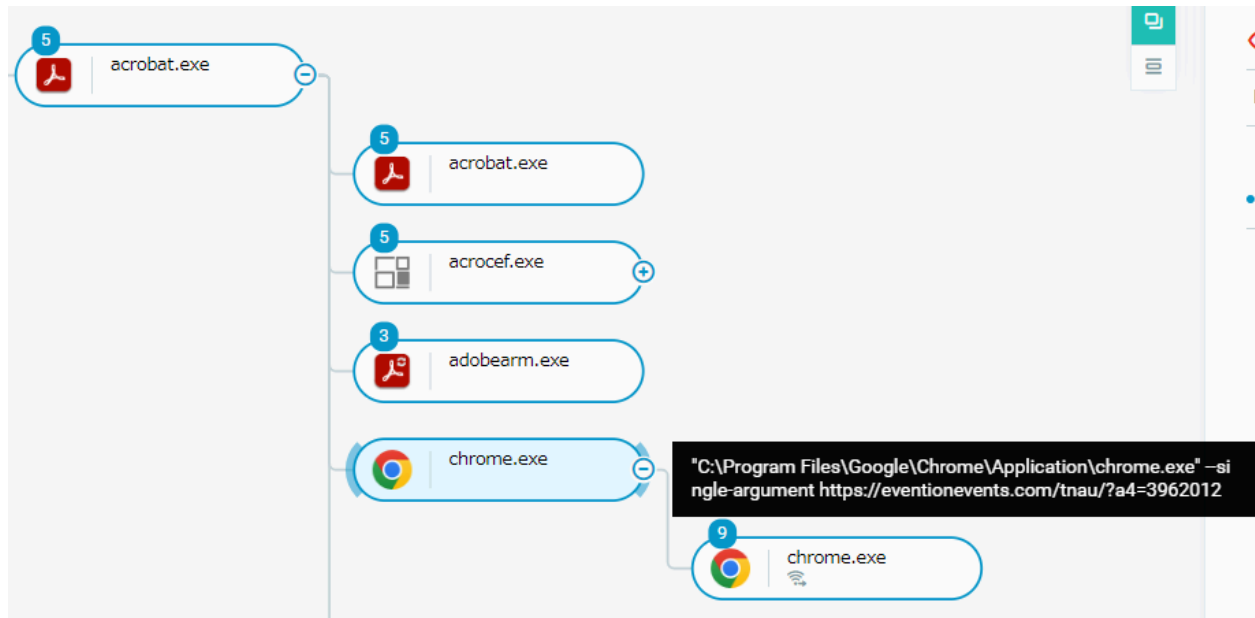 5
acrobat.exe
5
acrobat.exe
5
acrocef.exe
3
adobearm.exe
chrome.exe
"C:\Program Files\Google\Chrome\Application\chrome.exe" –si
ngle-argument https://eventionevents.com/tnau/?a4=3962012
9
chrome.exe